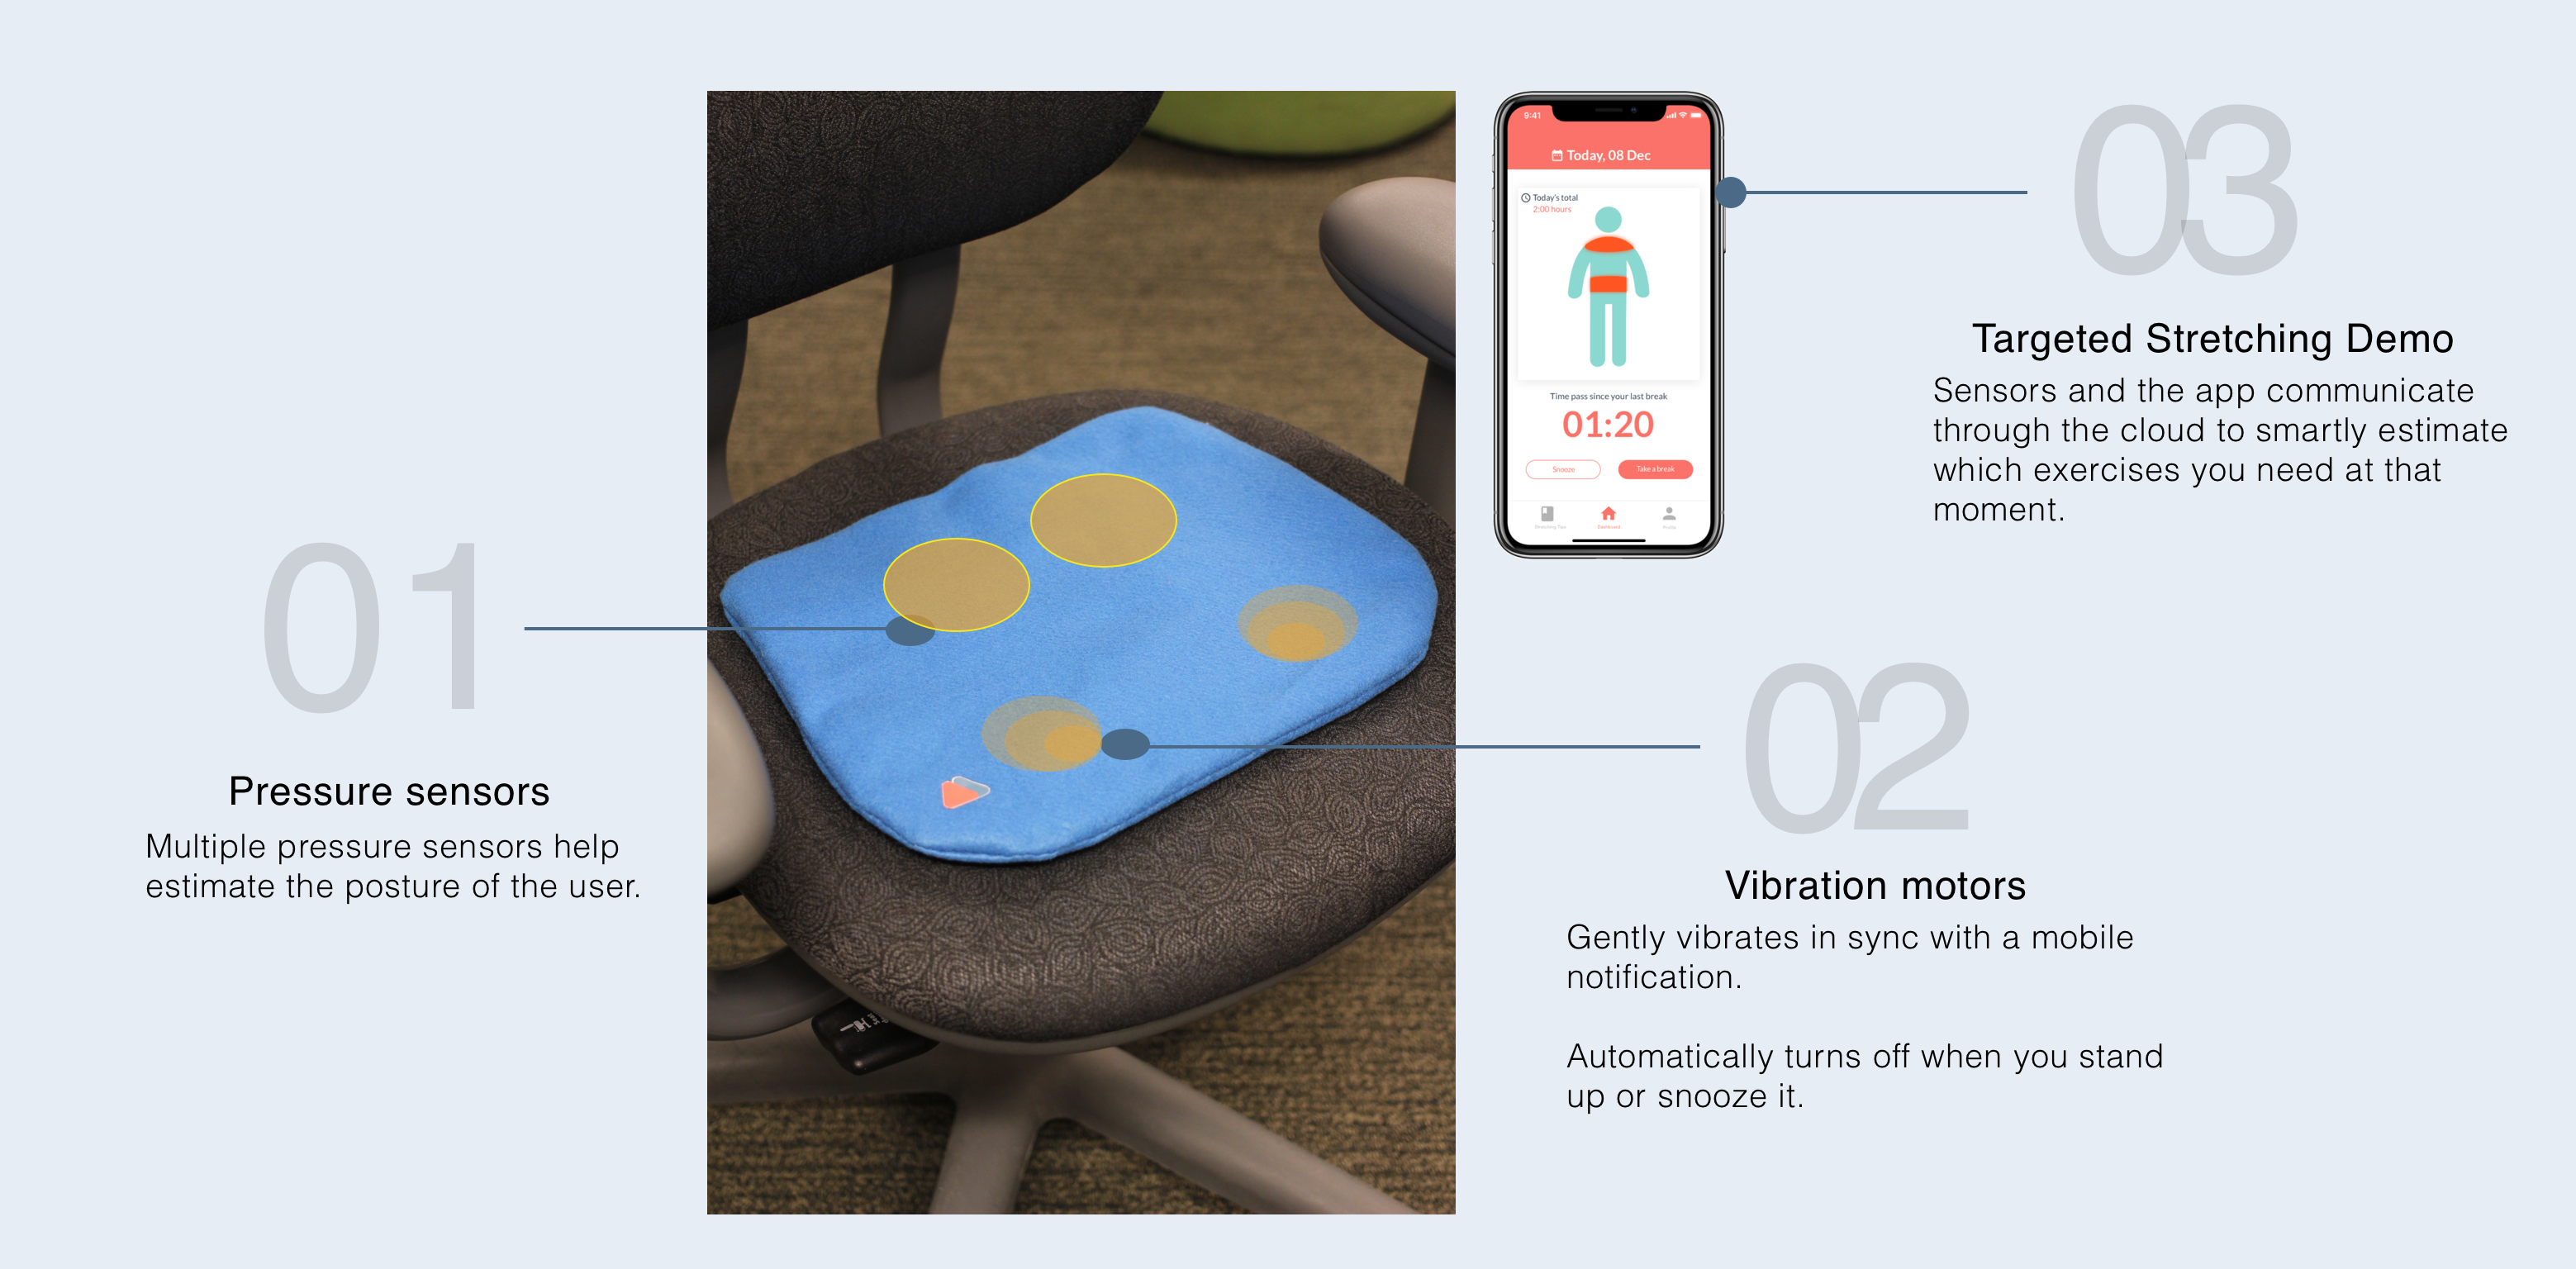 01
Pressure sensors
Multiple pressure sensors help
estimate the posture of the user.
9:41
Today, 08 Dec
Today's total
2:00 hours
Time pass since your last break
01:20
Snooze
Take a break
Stretching Tips
Dashboard
Profile
03
Targeted Stretching Demo
Sensors and the app communicate
through the cloud to smartly estimate
which exercises you need at that
moment.
02
Vibration motors
Gently vibrates in sync with a mobile
notification.
Automatically turns off when you stand
up or snooze it.